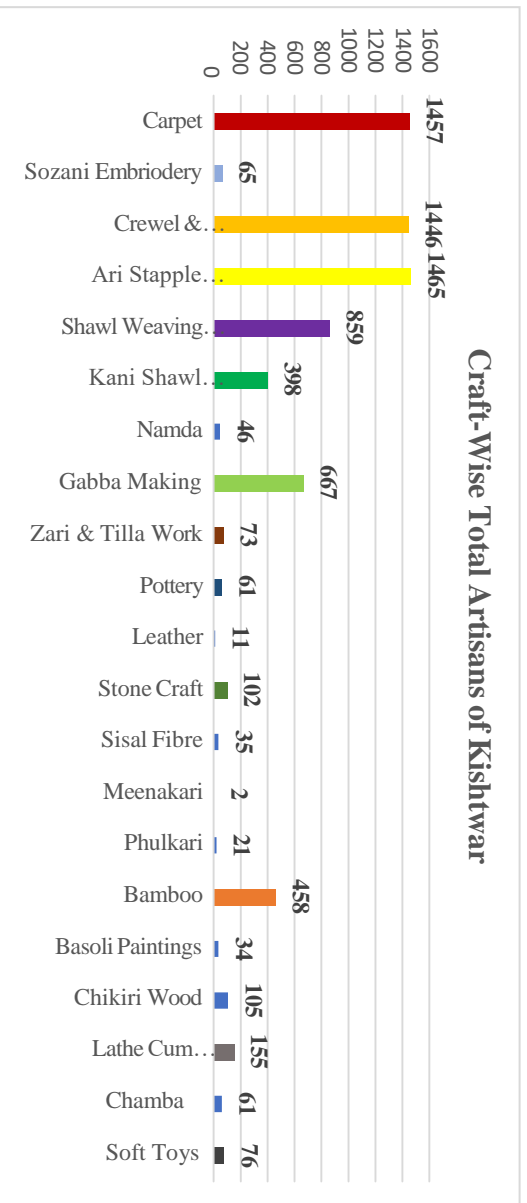 Craft-Wise Total Artisans of Kishtwar
1600
1400
1200
1000
800
600
400
200
0
1457
65
1446
1465
859
398
46
667
73
61
11
102
35
2
21
458
34
105
155
61
76
Carpet
Sozani Embriodery
Crewel &…
Ari Stapple…
Shawl Weaving…
Kani Shawl…
Namda
Gabba Making
Zari & Tilla Work
Pottery
Leather
Stone Craft
Sisal Fibre
Meenakari
Phulkari
Bamboo
Basoli Paintings
Chikiri Wood
Lathe Cum…
Chamba
Soft Toys